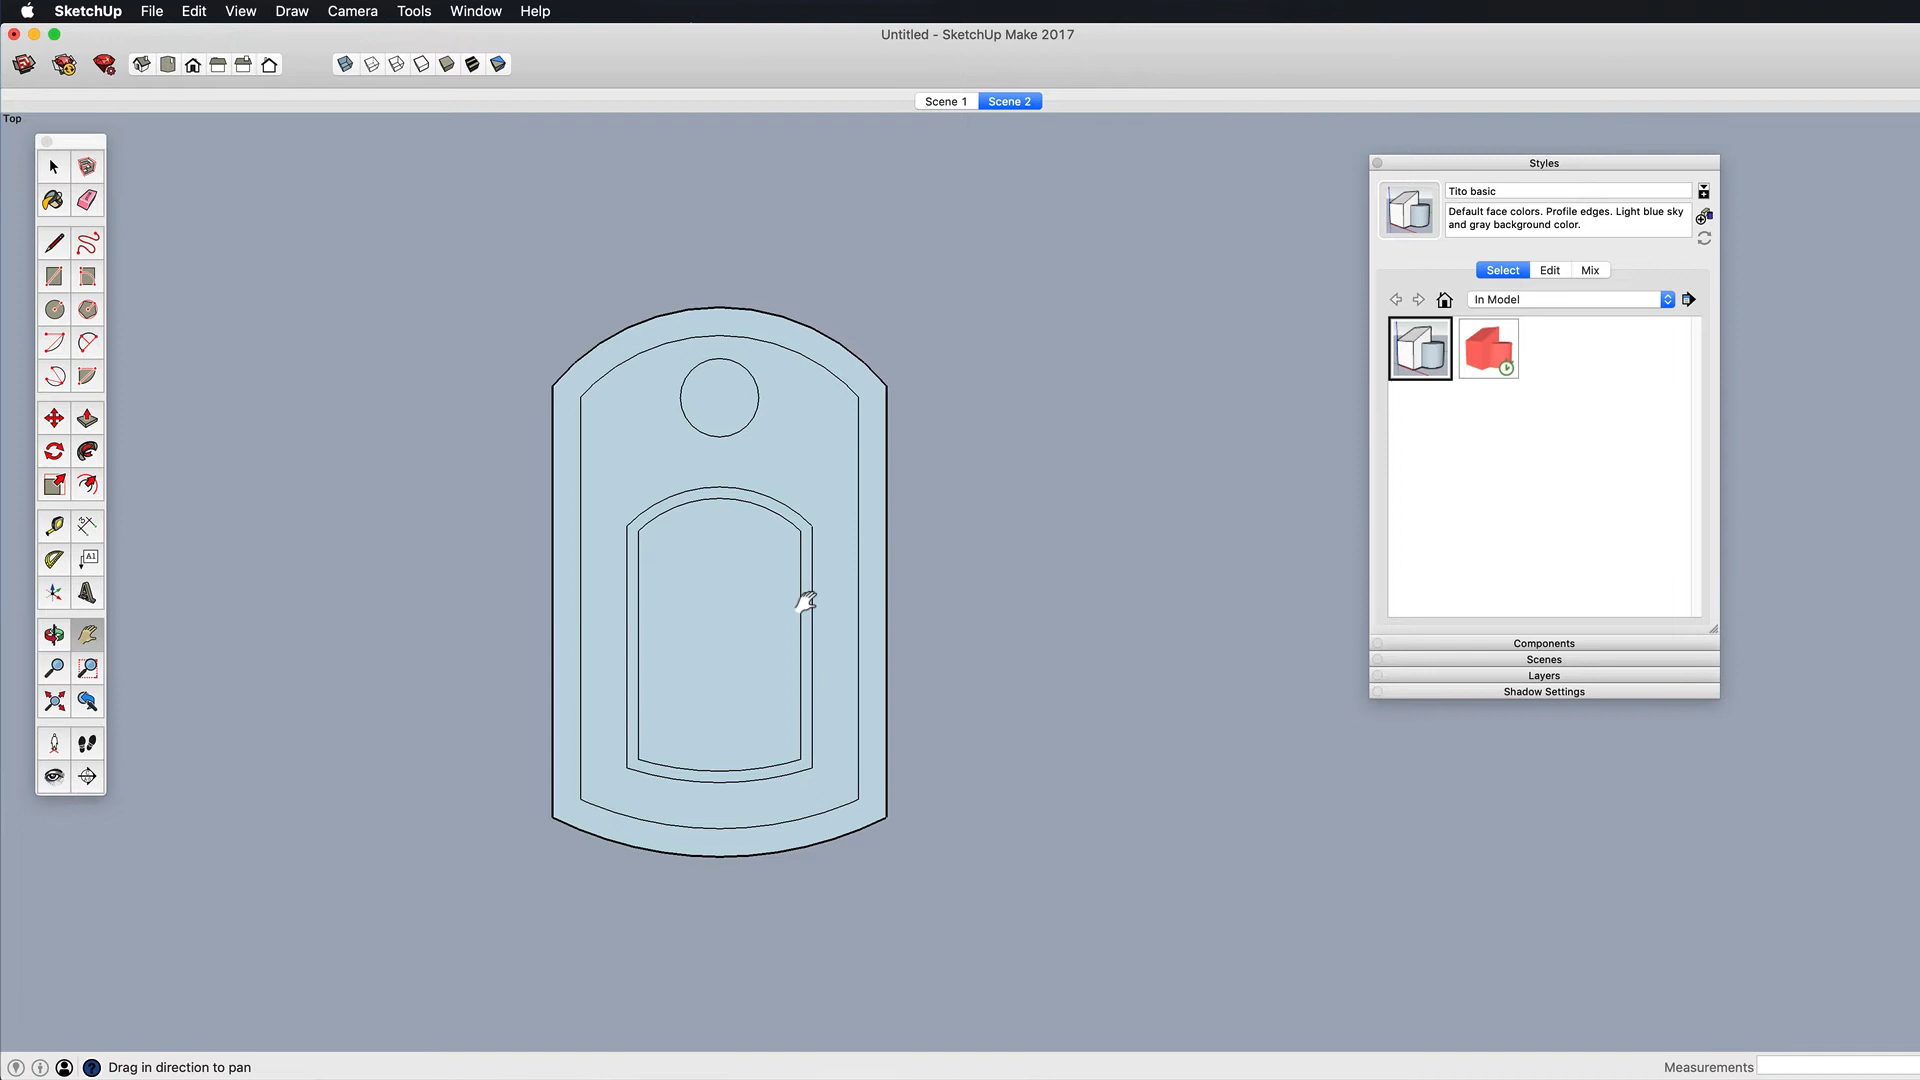 SketchUp File Edit View Draw Camera Tools Window Help
Untitled - SketchUp Make 2017
Scene 1 Scene 2
Top
Styles
Tito basic
Default face colors. Profile edges. Light blue sky
and gray background color.
Select Edit Mix
In Model
A1
Components
Scenes
Layers
Shadow Settings
Drag in direction to pan
Measurements